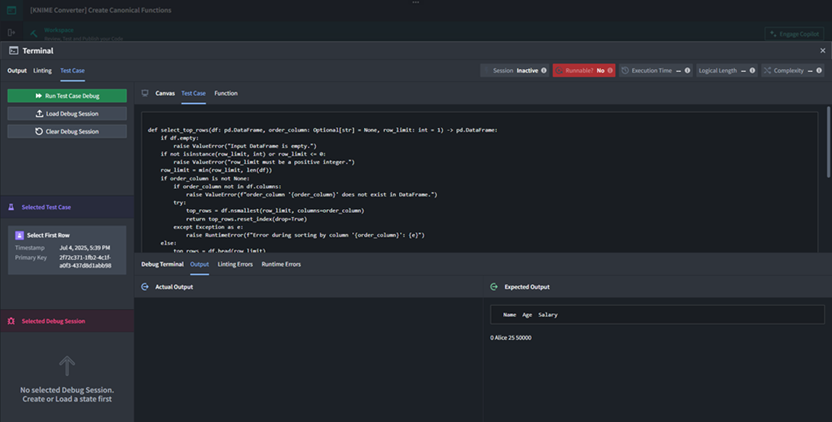 [KNIME Converter] Create Canonical Functions
Workspace
Review, Test and Publish your Code
Engage Copilot
Terminal
Output Linting Test Case
Session Inactive
Runnable? No
Execution Time —
Logical Length —
Complexity —
Run Test Case Debug
Load Debug Session
Clear Debug Session
Canvas Test Case Function
def select_top_rows(df: pd.DataFrame, order_column: Optional[str] = None, row_limit: int = 1) -> pd.DataFrame:
if df.empty:
raise ValueError("Input DataFrame is empty.")
if not isinstance(row_limit, int) or row_limit <= 0:
raise ValueError("row_limit must be a positive integer.")
row_limit = min(row_limit, len(df))
if order_column is not None:
if order_column not in df.columns:
raise ValueError(f"order_column '{order_column}' does not exist in DataFrame.")
try:
top_rows = df.nsmallest(row_limit, columns=order_column)
return top_rows.reset_index(drop=True)
except Exception as e:
raise RuntimeError(f"Error during sorting by column '{order_column}': {e}")
else:
top_rows = df.head(row_limit)
Selected Test Case
Select First Row
Timestamp Jul 4, 2025, 5:39 PM
Primary Key 2f72c371-1fb2-4c1f-
a0f3-437d8d1abb98
Selected Debug Session
No selected Debug Session.
Create or Load a state first
Debug Terminal Output Linting Errors Runtime Errors
Actual Output
Expected Output
Name Age Salary
0 Alice 25 50000